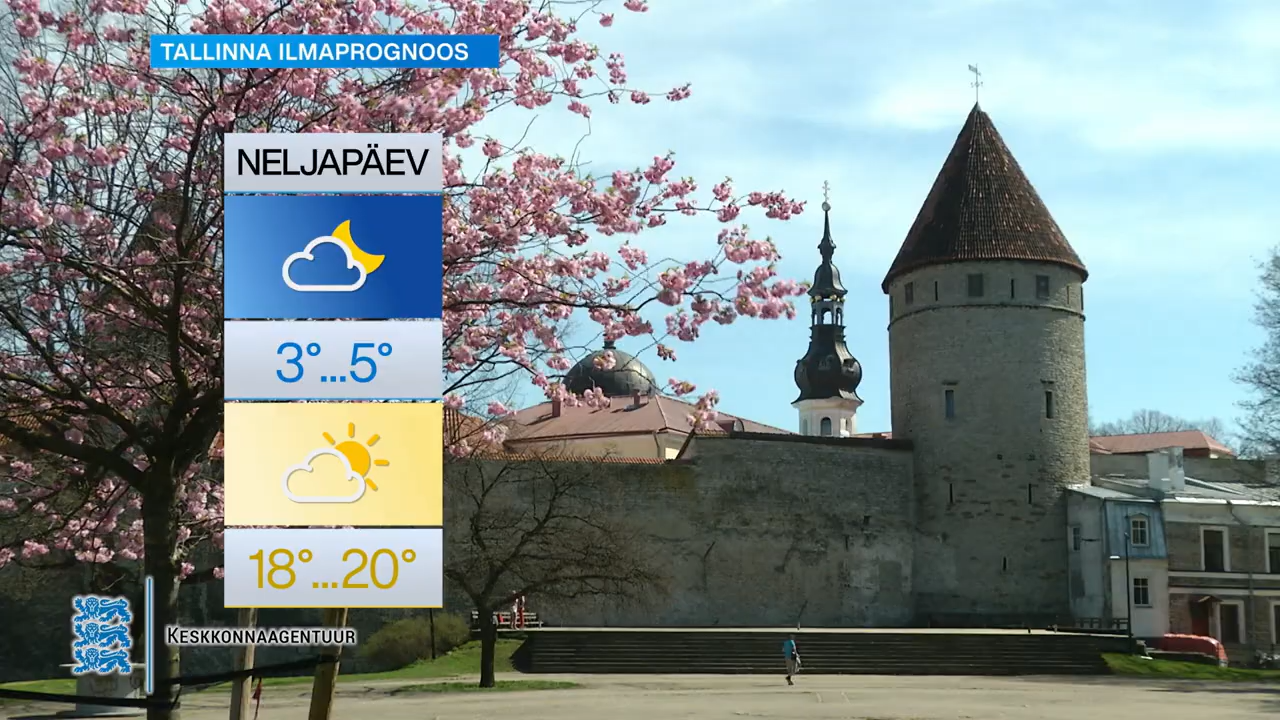 TALLINNA ILMAPROGNOOS
NELJAPÄEV
3°...5°
18°...20°
KESKKONNAAGENTUUR